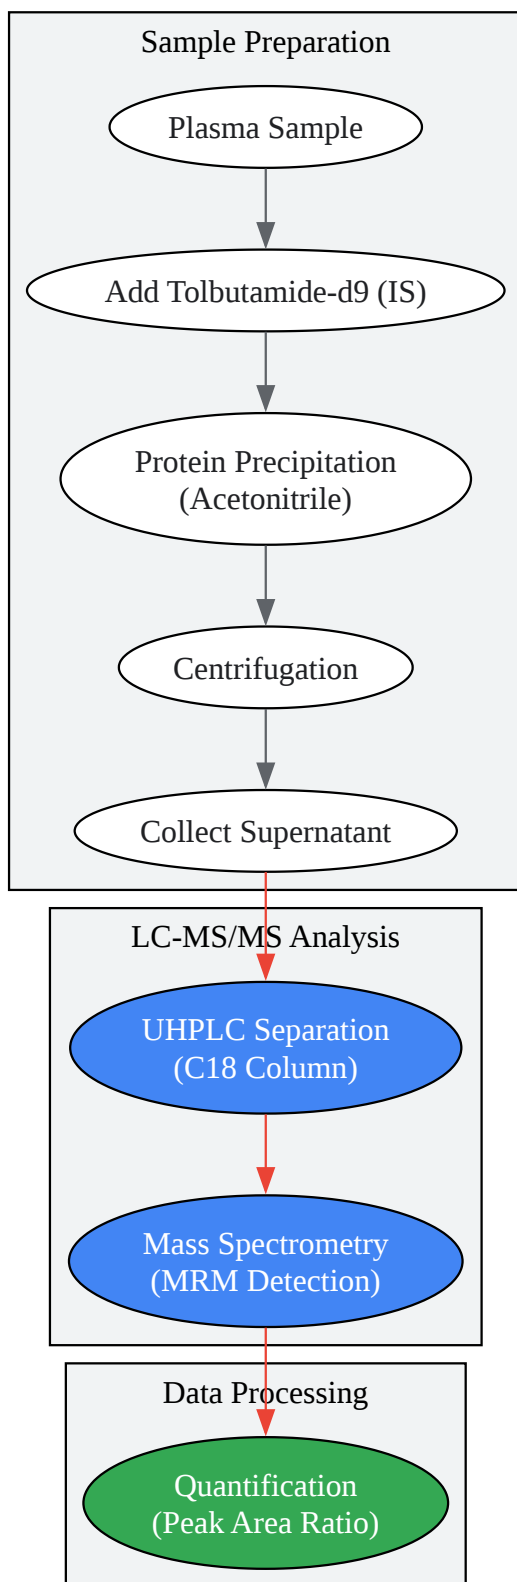 Sample Preparation
Plasma Sample
Add Tolbutamide-d9 (IS)
Protein Precipitation
(Acetonitrile)
Centrifugation
Collect Supernatant
LC-MS/MS Analysis
UHPLC Separation
(C18 Column)
Mass Spectrometry
(MRM Detection)
Data Processing
Quantification
(Peak Area Ratio)